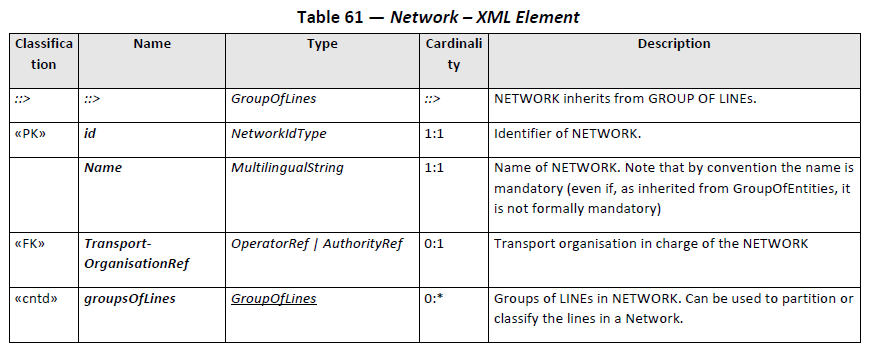 Table 61 — Network – XML Element
Classifica
tion
Name
Type
Cardinali
ty
Description
::>
::>
GroupOfLines
::>
NETWORK inherits from GROUP OF LINEs.
«PK»
id
NetworkIdType
1:1
Identifier of NETWORK.
Name
MultilingualString
1:1
Name of NETWORK. Note that by convention the name is
mandatory (even if, as inherited from GroupOfEntities, it
is not formally mandatory)
«FK»
Transport-
OrganisationRef
OperatorRef | AuthorityRef
0:1
Transport organisation in charge of the NETWORK
«cntd»
groupsOfLines
GroupOfLines
0:*
Groups of LINEs in NETWORK. Can be used to partition or
classify the lines in a Network.